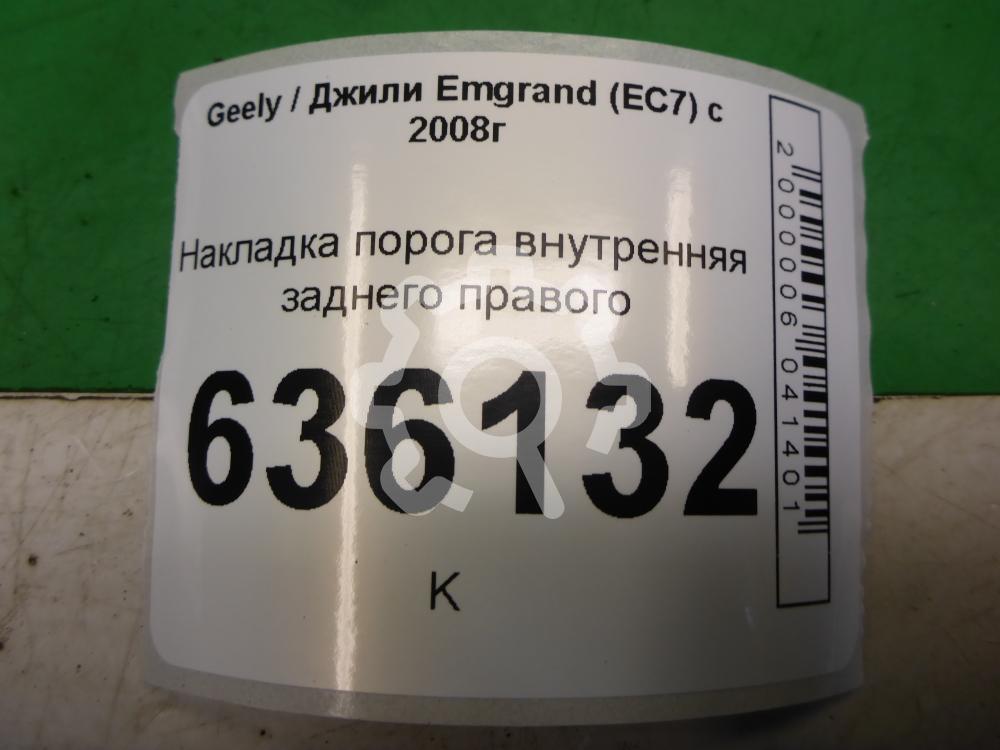 Geely / Джили Emgrand (EC7) с
2008г
Накладка порога внутренняя
заднего правого
636132
К
2000006041401